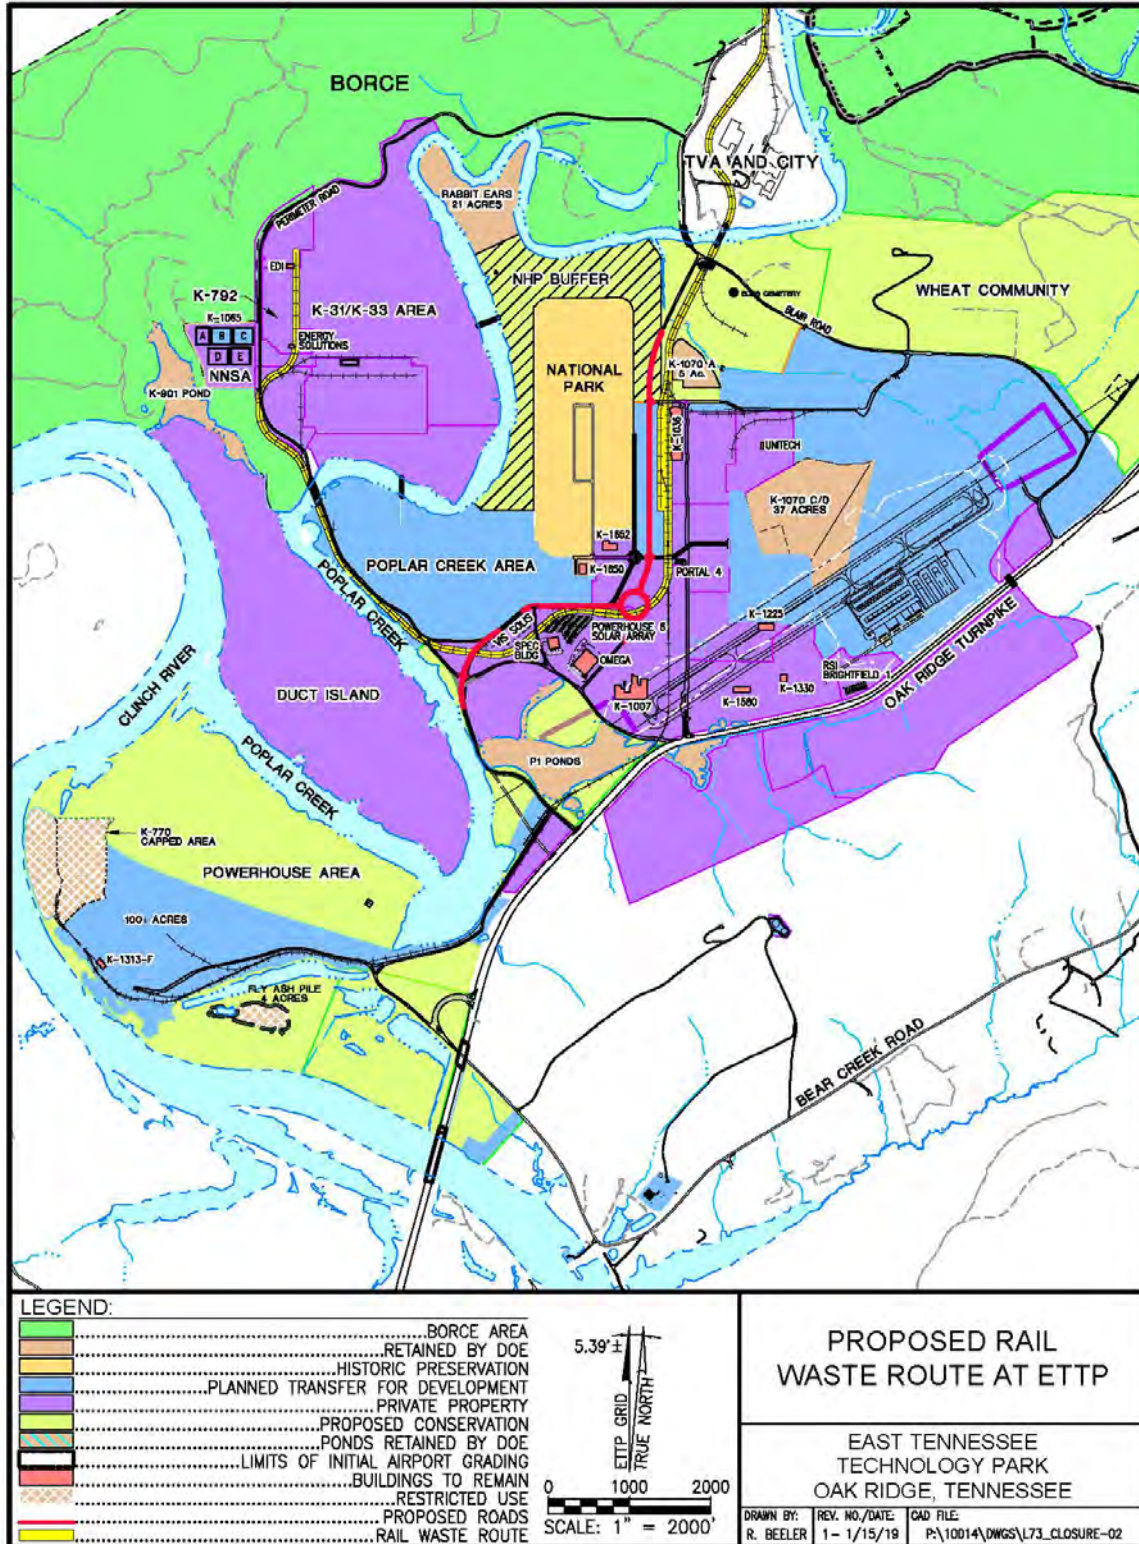 BORCE
TVA AND CITY
RABBIT EARS
21 ACRES
PERIMETER ROAD
EDI
NHP BUFFER
WHEAT COMMUNITY
K-792
K-1065
A B C
D E
NNSA
K-31/K-33 AREA
ENERGY
SOLUTIONS
BLAIR ROAD
NATIONAL
PARK
K-1070 A
5 Ac.
K-901 POND
K-1036
UNITECH
K-1070 C/D
37 ACRES
K-1652
K-1650
POPLAR CREEK AREA
PORTAL 4
POPLAR CREEK
VIS SOLIS
SPEC
BLDG
POWERHOUSE 6
SOLAR ARRAY
OMEGA
K-1225
RSI
BRIGHTFIELD 1
OAK RIDGE TURNPIKE
CLINCH RIVER
DUCT ISLAND
K-1007
K-1580
K-1330
P1 PONDS
POPLAR CREEK
K-770
CAPPED AREA
POWERHOUSE AREA
100± ACRES
K-1313-F
FLY ASH PILE
4 ACRES
BEAR CREEK ROAD
LEGEND:
BORCE AREA
RETAINED BY DOE
HISTORIC PRESERVATION
PLANNED TRANSFER FOR DEVELOPMENT
PRIVATE PROPERTY
PROPOSED CONSERVATION
PONDS RETAINED BY DOE
LIMITS OF INITIAL AIRPORT GRADING
BUILDINGS TO REMAIN
RESTRICTED USE
PROPOSED ROADS
RAIL WASTE ROUTE
5.39°±
ETTP GRID
TRUE NORTH
0 1000 2000
SCALE: 1" = 2000'
PROPOSED RAIL
WASTE ROUTE AT ETTP
EAST TENNESSEE
TECHNOLOGY PARK
OAK RIDGE, TENNESSEE
DRAWN BY: REV. NO./DATE: CAD FILE:
R. BEELER 1 - 1/15/19 P:\10014\DWGS\L73_CLOSURE-02